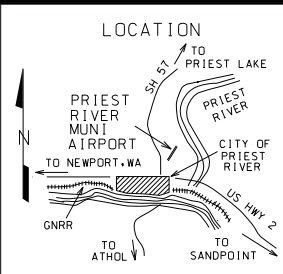 LOCATION
TO
PRIEST LAKE
SH 57
PRIEST
RIVER
PRIEST
RIVER
MUNI
AIRPORT
N
CITY OF
PRIEST
RIVER
TO NEWPORT,WA
US HWY 2
GNRR
TO
ATHOL
TO
SANDPOINT